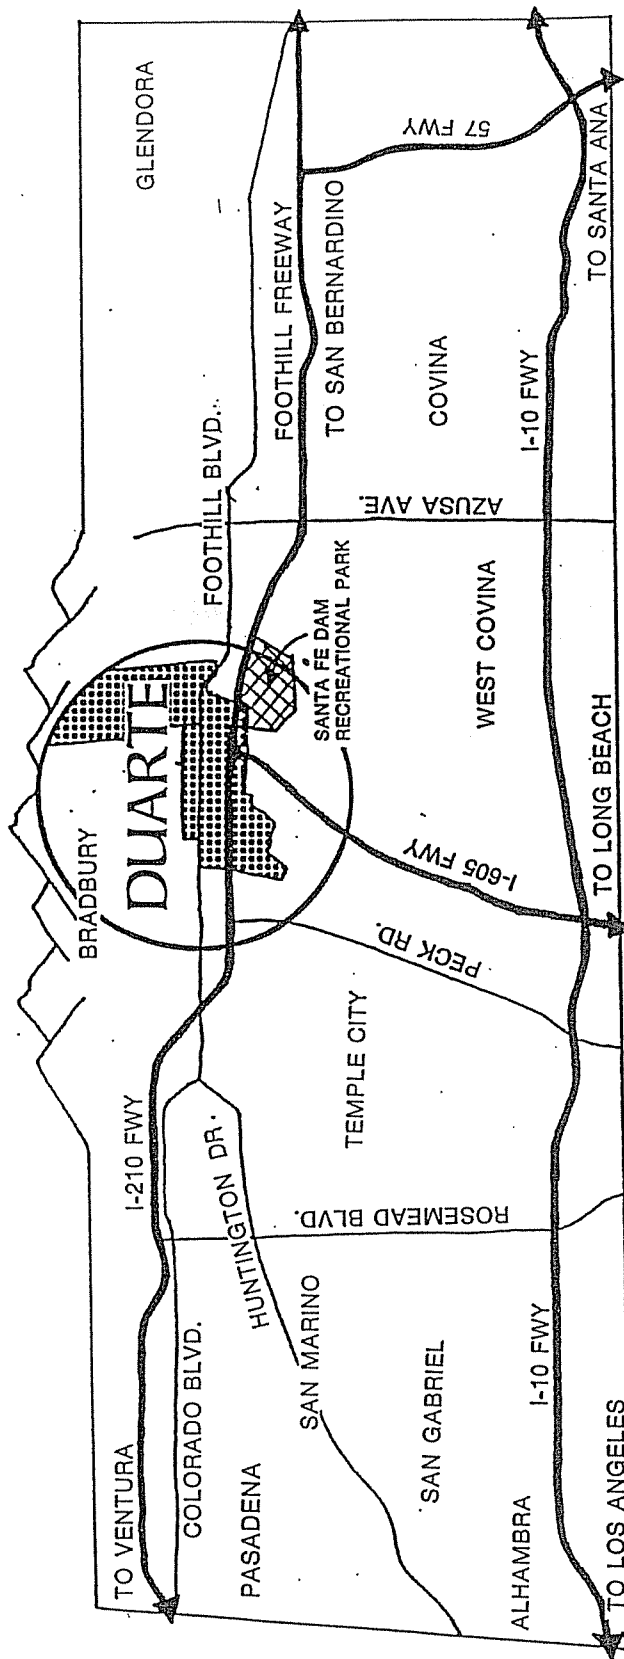 TO VENTURA
I-210 FWY
BRADBURY
DUARTE
GLENDORA
COLORADO BLVD.
HUNTINGTON DR.
FOOTHILL BLVD.
FOOTHILL FREEWAY
TO SAN BERNARDINO
PASADENA
SAN MARINO
TEMPLE CITY
SANTA FE DAM
RECREATIONAL PARK
57 FWY
ROSEMEAD BLVD.
PECK RD.
I-605 FWY
AZUSA AVE.
COVINA
SAN GABRIEL
WEST COVINA
ALHAMBRA
I-10 FWY
I-10 FWY
TO LOS ANGELES
TO LONG BEACH
TO SANTA ANA